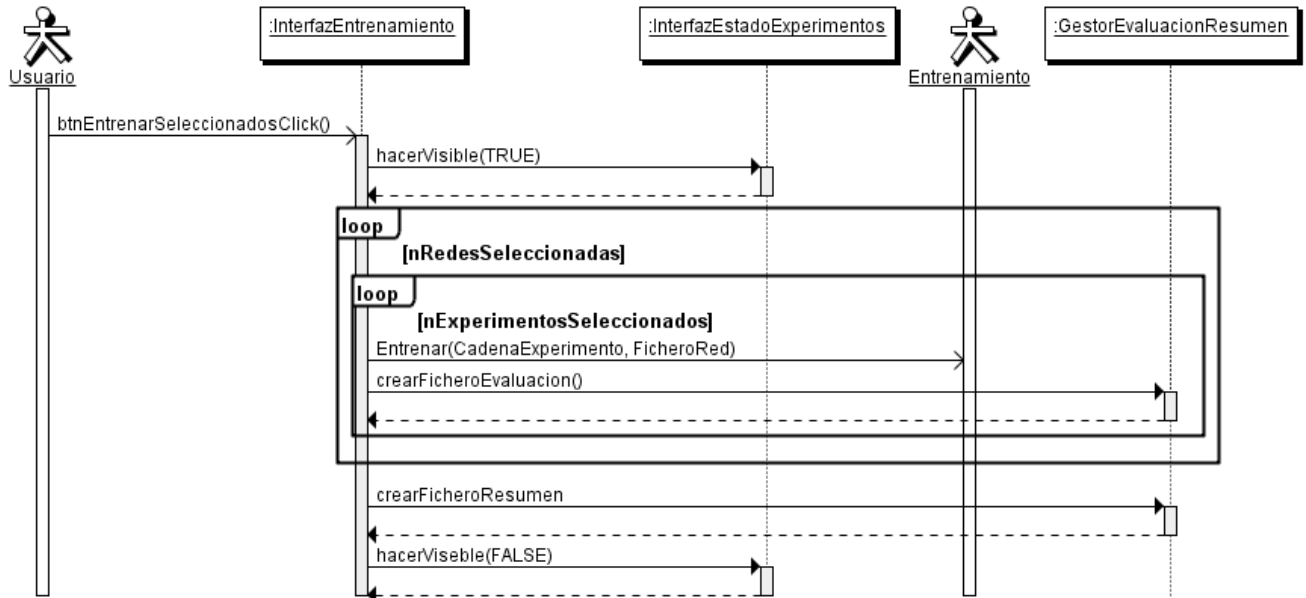 :InterfazEntrenamiento
:InterfazEstadoExperimentos
:GestorEvaluacionResumen
Usuario
Entrenamiento
btnEntrenarSeleccionadosClick()
hacerVisible(TRUE)
loop
[nRedesSeleccionadas]
loop
[nExperimentosSeleccionados]
Entrenar(CadenaExperimento, FicheroRed)
crearFicheroEvaluacion()
crearFicheroResumen
hacerViseble(FALSE)